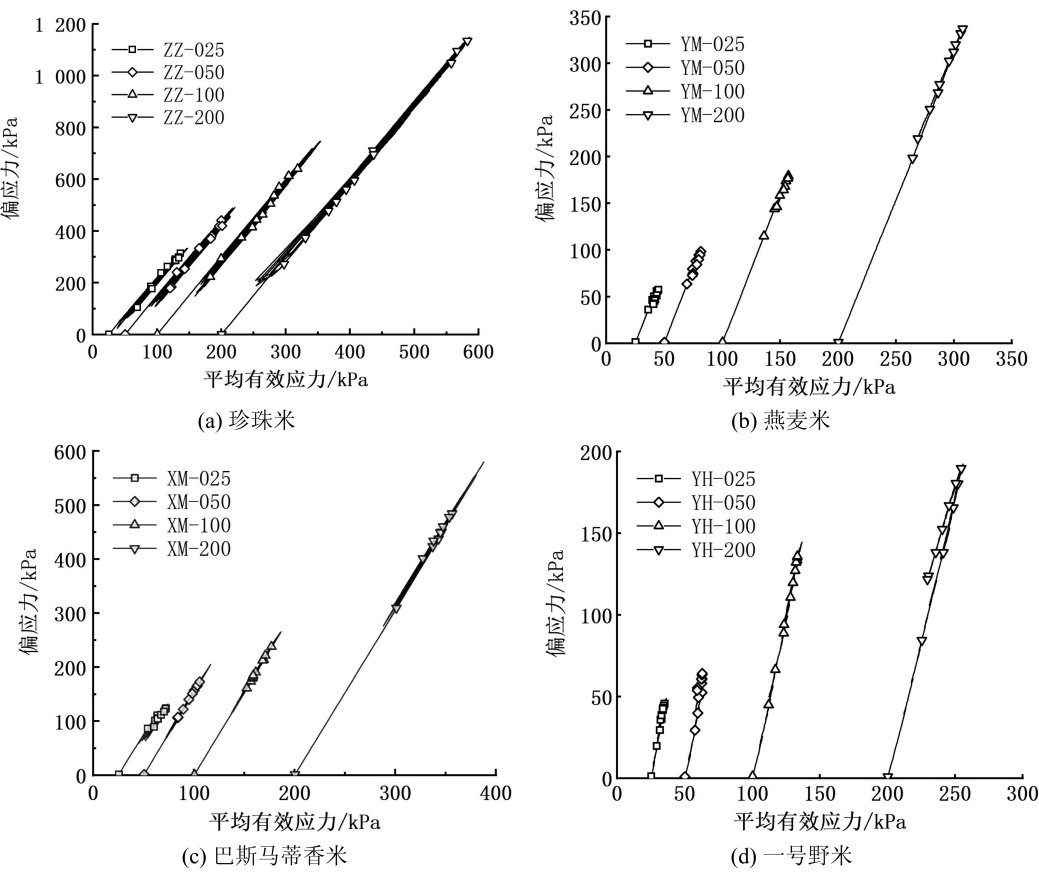 1 200
1 000
800
600
400
200
0
0 100 200 300 400 500 600
偏应力/kPa
平均有效应力/kPa
ZZ-025
ZZ-050
ZZ-100
ZZ-200
(a) 珍珠米
350
300
250
200
150
100
50
0
0 50 100 150 200 250 300 350
偏应力/kPa
平均有效应力/kPa
YM-025
YM-050
YM-100
YM-200
(b) 燕麦米
600
500
400
300
200
100
0
0 100 200 300 400
偏应力/kPa
平均有效应力/kPa
XM-025
XM-050
XM-100
XM-200
(c) 巴斯马蒂香米
200
150
100
50
0
0 50 100 150 200 250 300
偏应力/kPa
平均有效应力/kPa
YH-025
YH-050
YH-100
YH-200
(d) 一号野米